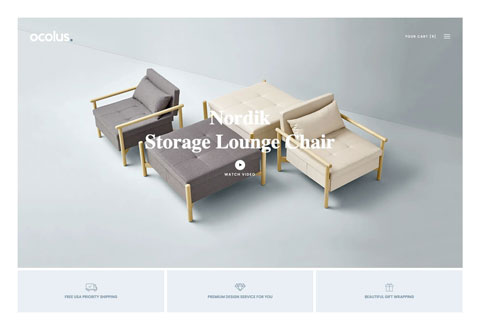 ocolus.
YOUR CART (0)
Nordik
Storage Lounge Chair
WATCH VIDEO
FREE USA PRIORITY SHIPPING
PREMIUM DESIGN SERVICE FOR YOU
BEAUTIFUL GIFT WRAPPING